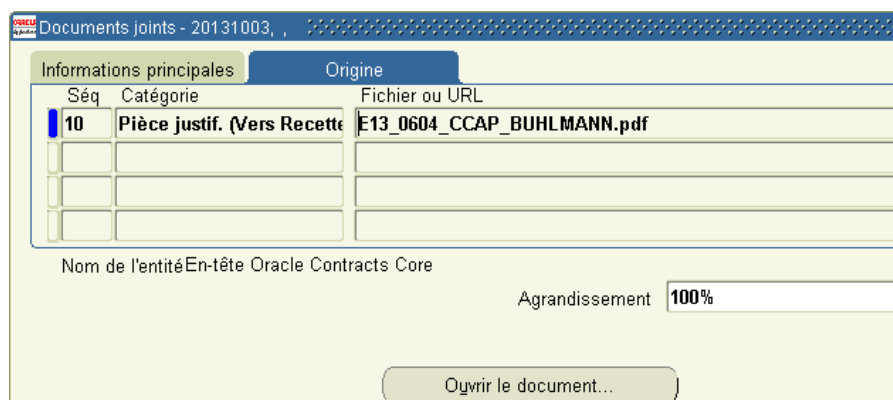 ORACLE
Documents joints - 20131003, ,
Informations principales Origine
Séq Catégorie Fichier ou URL
10 Pièce justif. (Vers Recette E13_0604_CCAP_BUHLMANN.pdf
Nom de l'entité En-tête Oracle Contracts Core
Agrandissement 100%
Ouvrir le document...